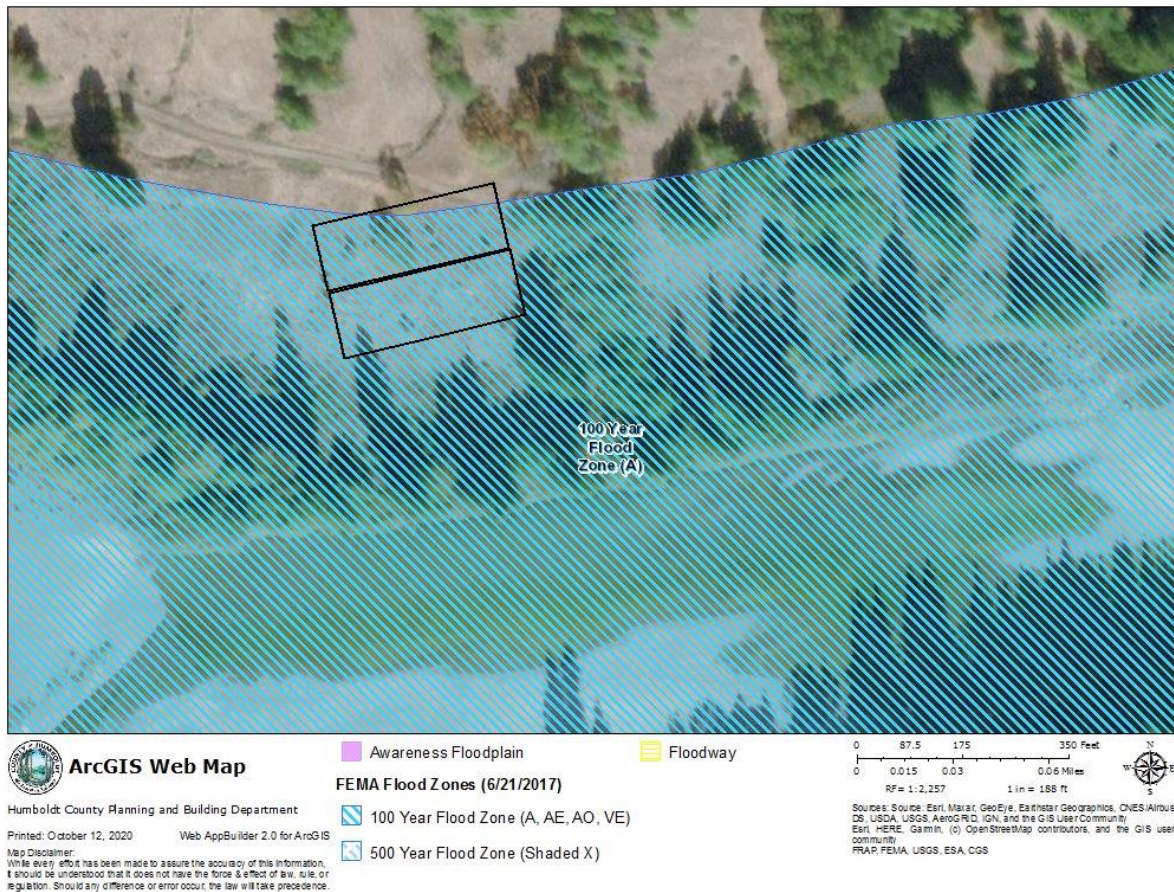 100 Year
Flood
Zone (A)
ArcGIS Web Map
Humboldt County Planning and Building Department
Printed: October 12, 2020 Web AppBuilder 2.0 for ArcGIS
Map Disclaimer:
While every effort has been made to assure the accuracy of this information,
it should be understood that it does not have the force & effect of law, rule, or
regulation. Should any difference or error occur, the law will take precedence.
Awareness Floodplain
Floodway
FEMA Flood Zones (6/21/2017)
100 Year Flood Zone (A, AE, AO, VE)
500 Year Flood Zone (Shaded X)
0 87.5 175 350 Feet
0 0.015 0.03 0.06 Miles
RF= 1:2,257 1 in = 188 ft
N
W E
S
Sources: Source: Esri, Maxar, GeoEye, Earthstar Geographics, CNES/Airbus
DS, USDA, USGS, AeroGRID, IGN, and the GIS User Community
Esri, HERE, Garmin, (c) OpenStreetMap contributors, and the GIS user
community
FRAP, FEMA, USGS, ESA, CGS